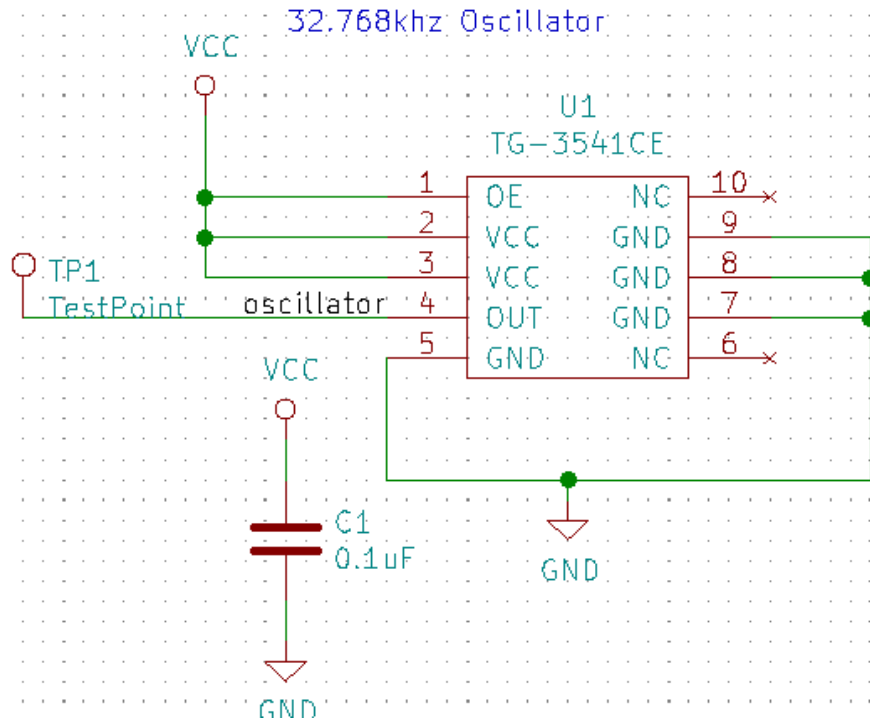 32.768khz Oscillator
VCC
U1
TG-3541CE
1 OE NC 10
2 VCC GND 9
3 VCC GND 8
TP1
TestPoint oscillator 4 OUT GND 7
5 GND NC 6
VCC
C1
0.1uF
GND
GND